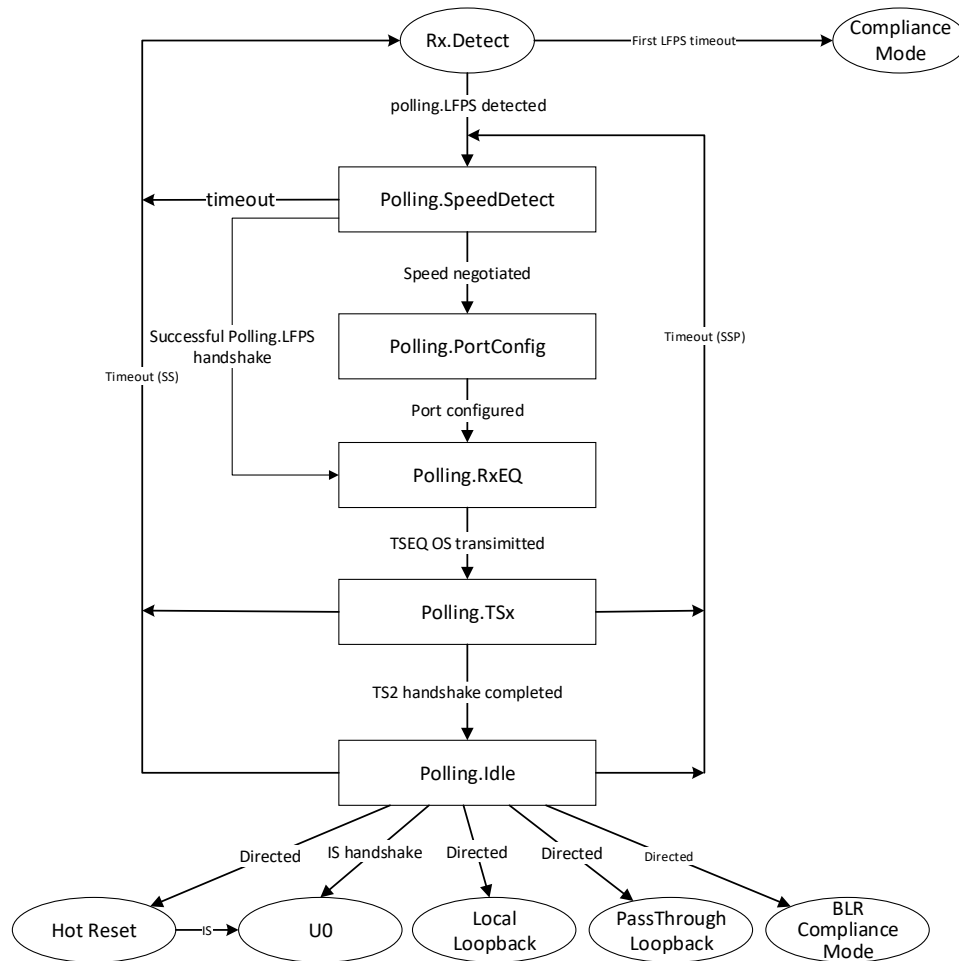 Rx.Detect
First LFPS timeout
Compliance
Mode
polling.LFPS detected
timeout
Polling.SpeedDetect
Speed negotiated
Successful Polling.LFPS
handshake
Polling.PortConfig
Timeout (SSP)
Timeout (SS)
Port configured
Polling.RxEQ
TSEQ OS transimitted
Polling.TSx
TS2 handshake completed
Polling.Idle
Directed
IS handshake
Directed
Directed
Directed
Hot Reset
IS
U0
Local
Loopback
PassThrough
Loopback
BLR
Compliance
Mode